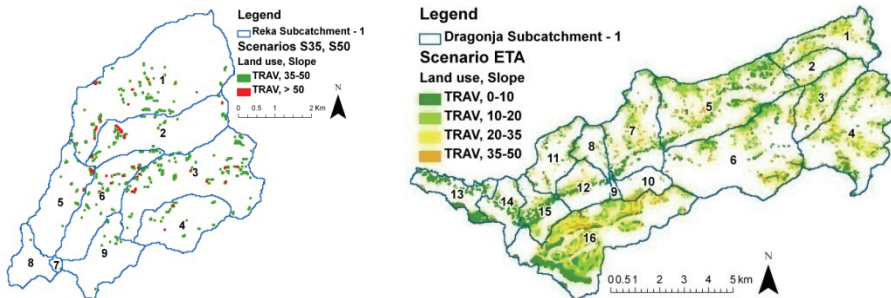 Legend
Reka Subcatchment - 1
Scenarios S35, S50
Land use, Slope
TRAV, 35-50
TRAV, > 50
N
0 0.5 1 2 Km
1
2
3
4
5
6
7
8
9
Legend
Dragonja Subcatchment - 1
Scenario ETA
Land use, Slope
TRAV, 0-10
TRAV, 10-20
TRAV, 20-35
TRAV, 35-50
1
2
3
4
5
6
7
8
9
10
11
12
13
14
15
16
N
0 0.5 1 2 3 4 5 km